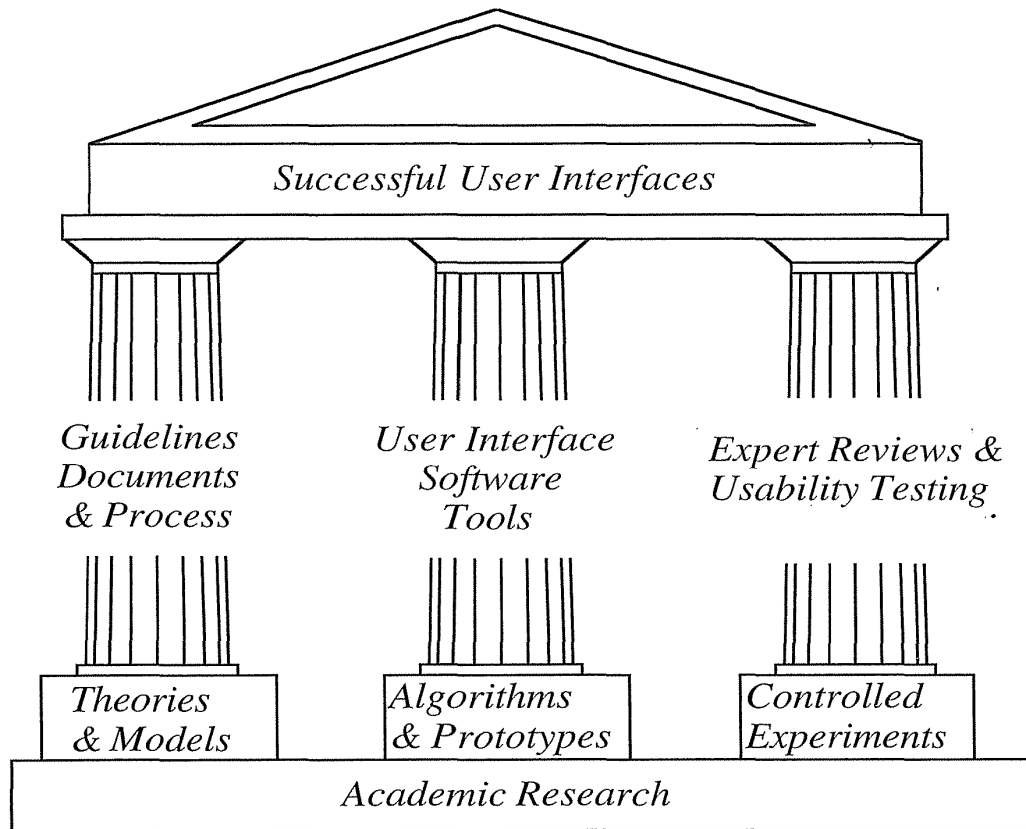 Successful User Interfaces
Guidelines
Documents
& Process
User Interface
Software
Tools
Expert Reviews &
Usability Testing
Theories
& Models
Algorithms
& Prototypes
Controlled
Experiments
Academic Research